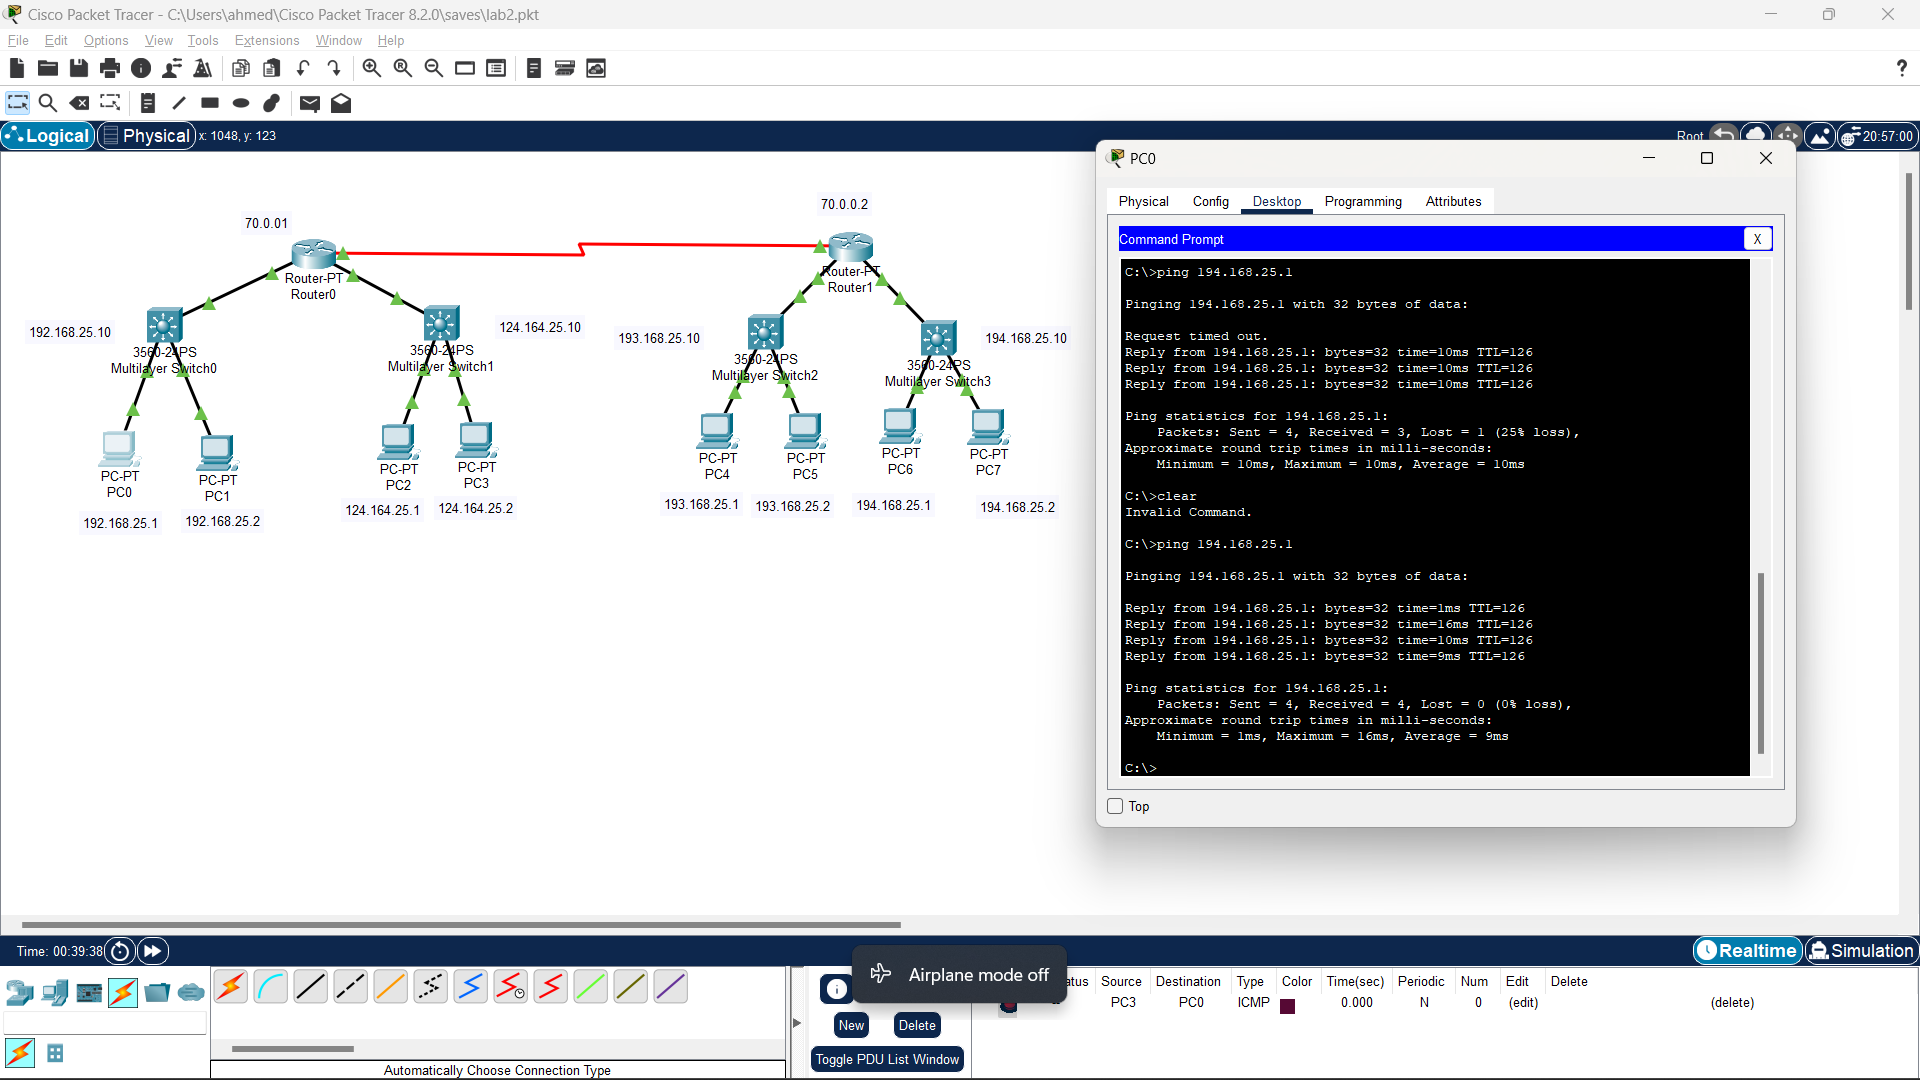 Cisco Packet Tracer - C:\Users\ahmed\Cisco Packet Tracer 8.2.0\saves\lab2.pkt
File Edit Options View Tools Extensions Window Help
?
Logical Physical x: 1048, y: 123
Root 20:57:00
70.0.01
70.0.0.2
Router-PT
Router0
Router-PT
Router1
192.168.25.10
3560-24PS
Multilayer Switch0
124.164.25.10
3560-24PS
Multilayer Switch1
193.168.25.10
3560-24PS
Multilayer Switch2
194.168.25.10
3560-24PS
Multilayer Switch3
PC-PT
PC0
PC-PT
PC1
PC-PT
PC2
PC-PT
PC3
PC-PT
PC4
PC-PT
PC5
PC-PT
PC6
PC-PT
PC7
192.168.25.1
192.168.25.2
124.164.25.1
124.164.25.2
193.168.25.1
193.168.25.2
194.168.25.1
194.168.25.2
PC0
Physical Config Desktop Programming Attributes
Command Prompt
X
C:\>ping 194.168.25.1
Pinging 194.168.25.1 with 32 bytes of data:
Request timed out.
Reply from 194.168.25.1: bytes=32 time=10ms TTL=126
Reply from 194.168.25.1: bytes=32 time=10ms TTL=126
Reply from 194.168.25.1: bytes=32 time=10ms TTL=126
Ping statistics for 194.168.25.1:
Packets: Sent = 4, Received = 3, Lost = 1 (25% loss),
Approximate round trip times in milli-seconds:
Minimum = 10ms, Maximum = 10ms, Average = 10ms
C:\>clear
Invalid Command.
C:\>ping 194.168.25.1
Pinging 194.168.25.1 with 32 bytes of data:
Reply from 194.168.25.1: bytes=32 time=1ms TTL=126
Reply from 194.168.25.1: bytes=32 time=16ms TTL=126
Reply from 194.168.25.1: bytes=32 time=10ms TTL=126
Reply from 194.168.25.1: bytes=32 time=9ms TTL=126
Ping statistics for 194.168.25.1:
Packets: Sent = 4, Received = 4, Lost = 0 (0% loss),
Approximate round trip times in milli-seconds:
Minimum = 1ms, Maximum = 16ms, Average = 9ms
C:\>
Top
Time: 00:39:38
Realtime Simulation
Airplane mode off
atus Source Destination Type Color Time(sec) Periodic Num Edit Delete
PC3 PC0 ICMP 0.000 N 0 (edit) (delete)
New Delete
Toggle PDU List Window
Automatically Choose Connection Type